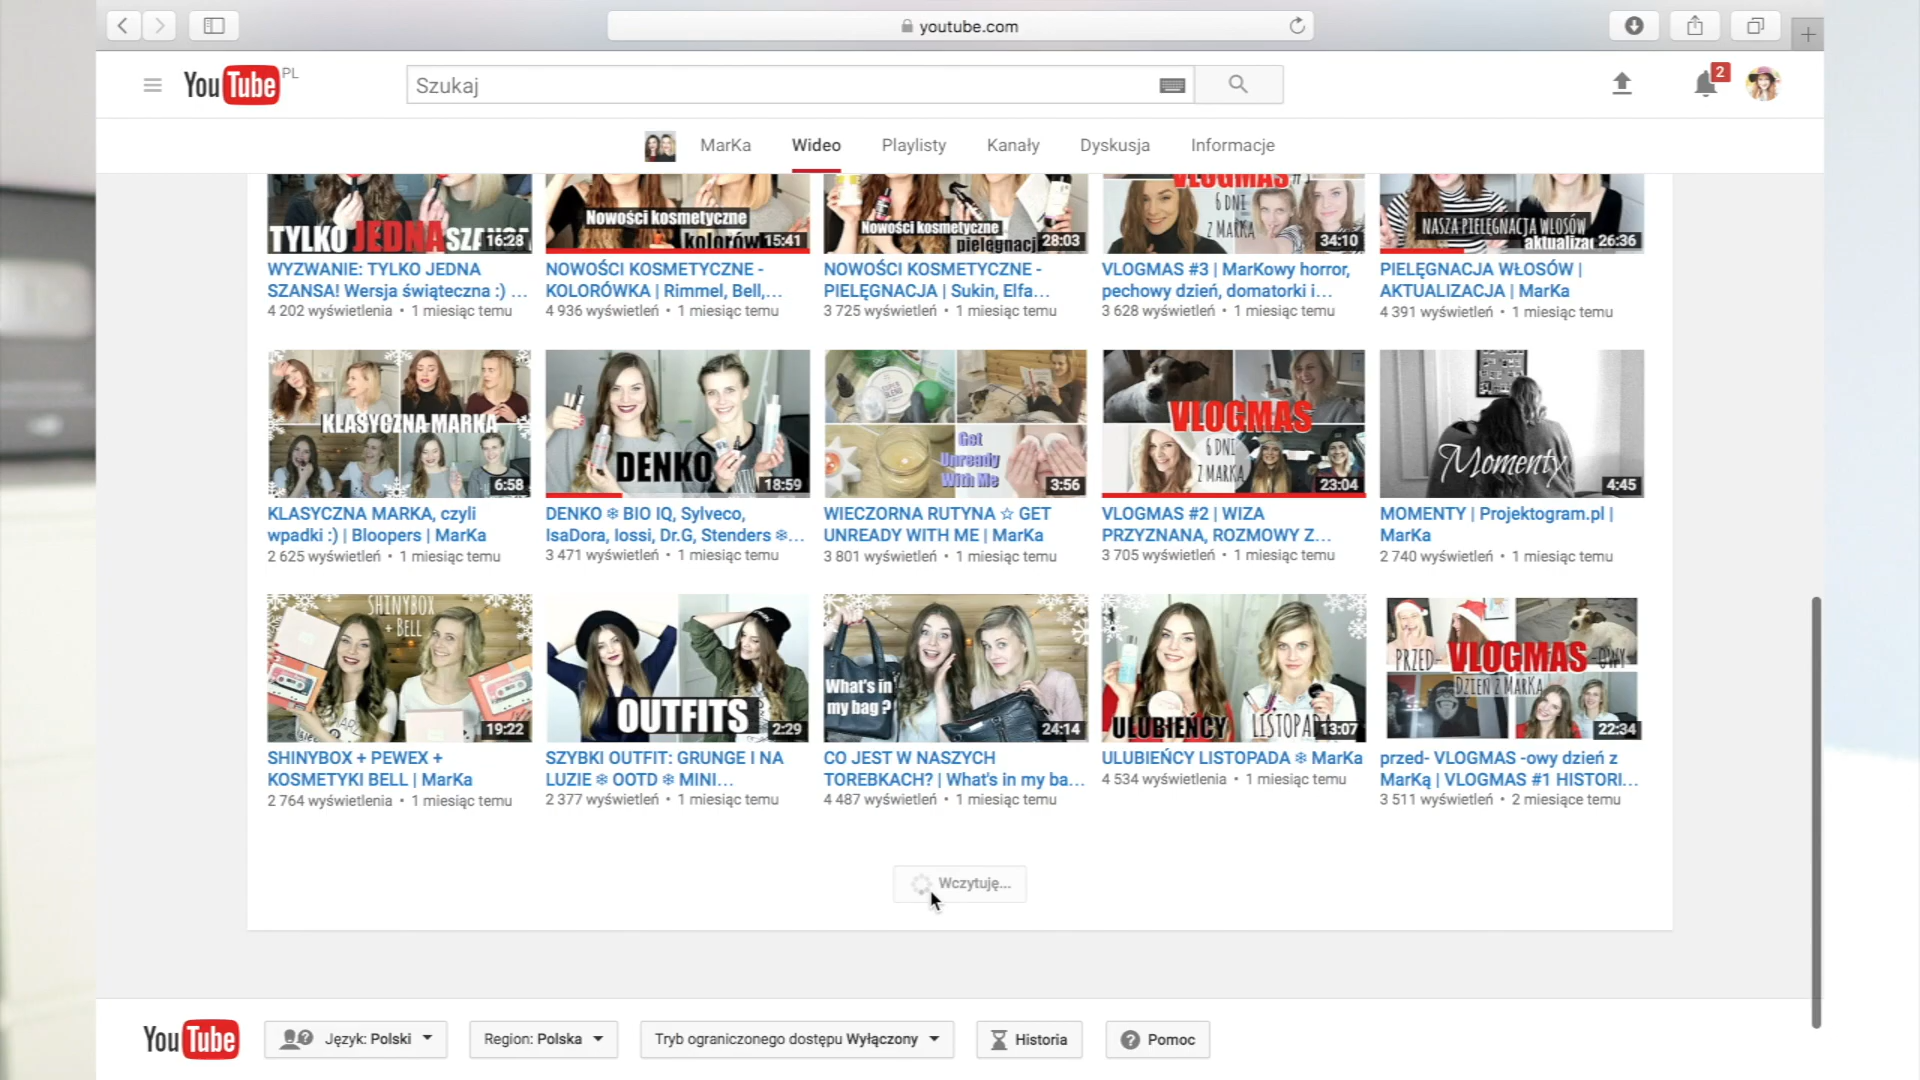 youtube.com
YouTube PL
Szukaj
2
MarKa Wideo Playlisty Kanały Dyskusja Informacje
TYLKO JEDNA
16:28
Nowości kosmetyczne
kolorów
15:41
Nowości kosmetyczne
pielęgnacj
28:03
VLOGMAS
6 DNI
Z MARKĄ
34:10
NASZA PIELĘGNACJA WŁOSÓW
aktualizac
26:36
WYZWANIE: TYLKO JEDNA
SZANSA! Wersja świąteczna :) ...
4 202 wyświetlenia • 1 miesiąc temu
NOWOŚCI KOSMETYCZNE -
KOLORÓWKA | Rimmel, Bell,...
4 936 wyświetleń • 1 miesiąc temu
NOWOŚCI KOSMETYCZNE -
PIELĘGNACJA | Sukin, Elfa...
3 725 wyświetleń • 1 miesiąc temu
VLOGMAS #3 | MarKowy horror,
pechowy dzień, domatorki i...
3 628 wyświetleń • 1 miesiąc temu
PIELĘGNACJA WŁOSÓW |
AKTUALIZACJA | MarKa
4 391 wyświetleń • 1 miesiąc temu
KLASYCZNA MARKA
6:58
DENKO
18:59
Get
Unready
With Me
3:56
VLOGMAS
6 DNI
Z MARKĄ
23:04
Momenty
4:45
KLASYCZNA MARKA, czyli
wpadki :) | Bloopers | MarKa
2 625 wyświetleń • 1 miesiąc temu
DENKO ❄ BIO IQ, Sylveco,
IsaDora, Iossi, Dr.G, Stenders ❄...
3 471 wyświetleń • 1 miesiąc temu
WIECZORNA RUTYNA ☆ GET
UNREADY WITH ME | MarKa
3 801 wyświetleń • 1 miesiąc temu
VLOGMAS #2 | WIZA
PRZYZNANA, ROZMOWY Z...
3 705 wyświetleń • 1 miesiąc temu
MOMENTY | Projektogram.pl |
MarKa
2 740 wyświetleń • 1 miesiąc temu
SHINYBOX
+ BELL
19:22
OUTFITS
2:29
What's in
my bag ?
24:14
ULUBIEŃCY LISTOPADA
13:07
PRZED- VLOGMAS -OWY
DZIEŃ Z MARKĄ
22:34
SHINYBOX + PEWEX +
KOSMETYKI BELL | MarKa
2 764 wyświetlenia • 1 miesiąc temu
SZYBKI OUTFIT: GRUNGE I NA
LUZIE ❄ OOTD ❄ MINI...
2 377 wyświetleń • 1 miesiąc temu
CO JEST W NASZYCH
TOREBKACH? | What's in my ba...
4 487 wyświetleń • 1 miesiąc temu
ULUBIEŃCY LISTOPADA ❄ MarKa
4 534 wyświetlenia • 1 miesiąc temu
przed- VLOGMAS -owy dzień z
MarKą | VLOGMAS #1 HISTORI...
3 511 wyświetleń • 2 miesiące temu
Wczytuję...
YouTube
Język: Polski
Region: Polska
Tryb ograniczonego dostępu Wyłączony
Historia
Pomoc